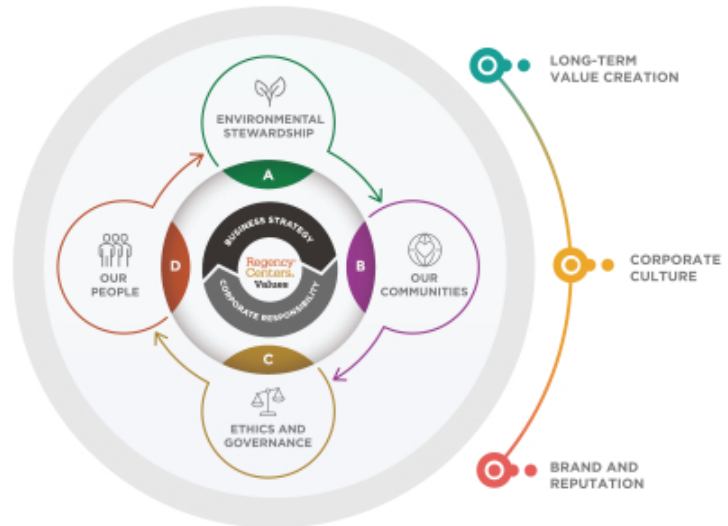 ENVIRONMENTAL
STEWARDSHIP
A
BUSINESS STRATEGY
Regency
Centers.
Values
CORPORATE RESPONSIBILITY
D
B
OUR
PEOPLE
OUR
COMMUNITIES
C
ETHICS AND
GOVERNANCE
LONG-TERM
VALUE CREATION
CORPORATE
CULTURE
BRAND AND
REPUTATION